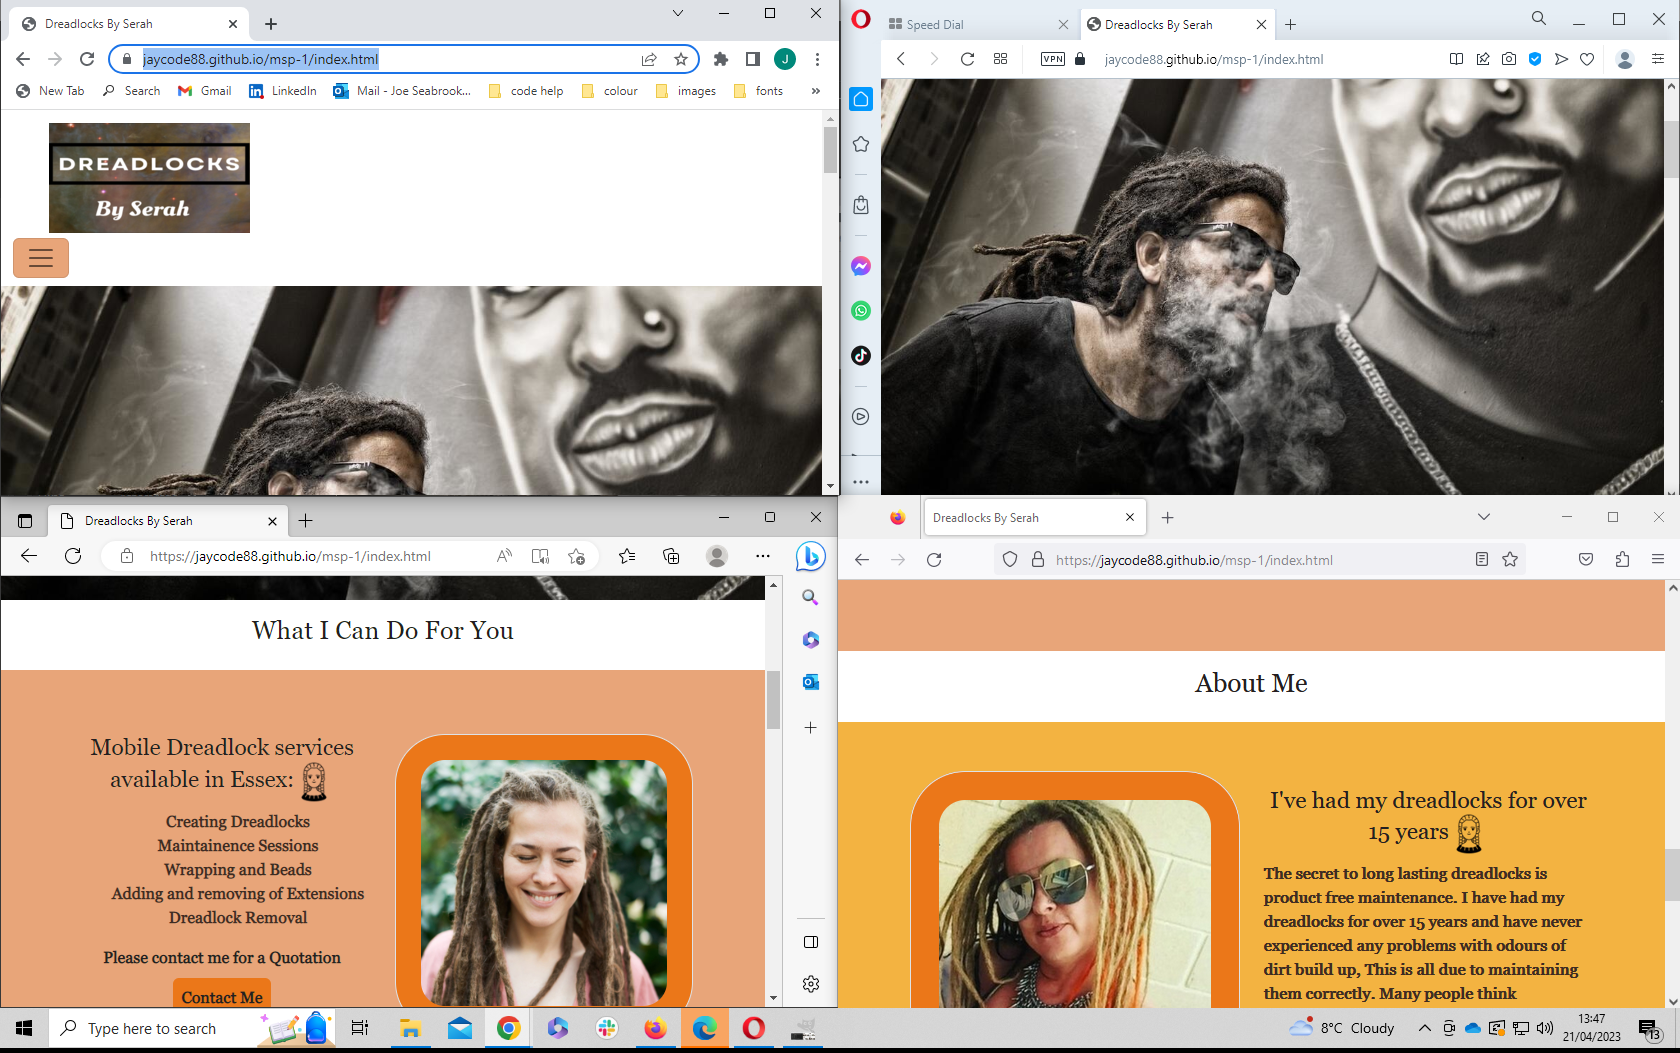 Dreadlocks By Serah
jaycode88.github.io/msp-1/index.html
J
New Tab
Search
Gmail
LinkedIn
Mail - Joe Seabrook...
code help
colour
images
fonts
»
DREADLOCKS
By Serah
Speed Dial
Dreadlocks By Serah
VPN
jaycode88.github.io/msp-1/index.html
Dreadlocks By Serah
https://jaycode88.github.io/msp-1/index.html
What I Can Do For You
Mobile Dreadlock services
available in Essex:
Creating Dreadlocks
Maintainence Sessions
Wrapping and Beads
Adding and removing of Extensions
Dreadlock Removal
Please contact me for a Quotation
Contact Me
Dreadlocks By Serah
https://jaycode88.github.io/msp-1/index.html
About Me
I've had my dreadlocks for over
15 years
The secret to long lasting dreadlocks is
product free maintenance. I have had my
dreadlocks for over 15 years and have never
experienced any problems with odours of
dirt build up, This is all due to maintaining
them correctly. Many people think
Type here to search
8°C Cloudy
13:47
21/04/2023
13